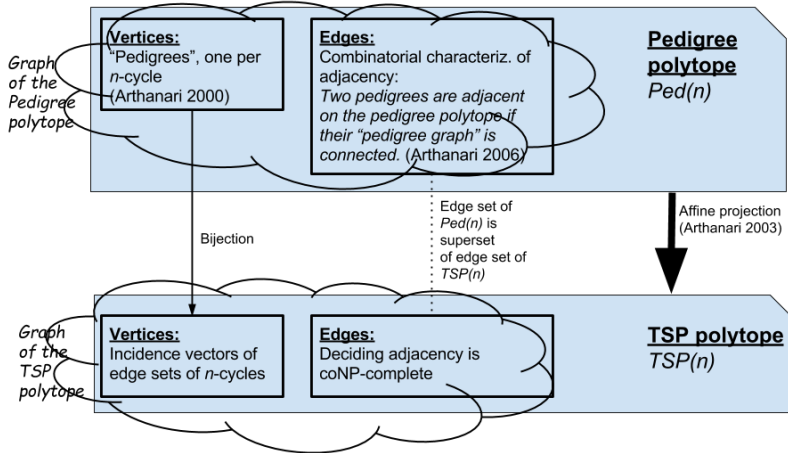 Graph
of the
Pedigree
polytope
Vertices:
“Pedigrees”, one per
n-cycle
(Arthanari 2000)
Edges:
Combinatorial characteriz. of
adjacency:
Two pedigrees are adjacent
on the pedigree polytope if
their “pedigree graph” is
connected. (Arthanari 2006)
Pedigree
polytope
Ped(n)
Bijection
Edge set of
Ped(n) is
superset
of edge set of
TSP(n)
Affine projection
(Arthanari 2003)
Graph
of the
TSP
polytope
Vertices:
Incidence vectors of
edge sets of n-cycles
Edges:
Deciding adjacency is
coNP-complete
TSP polytope
TSP(n)